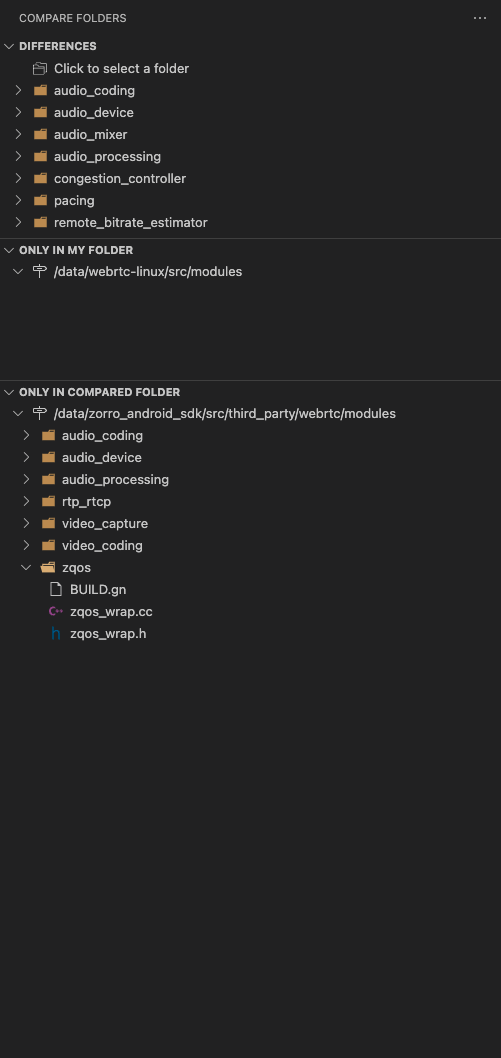 COMPARE FOLDERS
DIFFERENCES
Click to select a folder
audio_coding
audio_device
audio_mixer
audio_processing
congestion_controller
pacing
remote_bitrate_estimator
ONLY IN MY FOLDER
/data/webrtc-linux/src/modules
ONLY IN COMPARED FOLDER
/data/zorro_android_sdk/src/third_party/webrtc/modules
audio_coding
audio_device
audio_processing
rtp_rtcp
video_capture
video_coding
zqos
BUILD.gn
C++ zqos_wrap.cc
h zqos_wrap.h